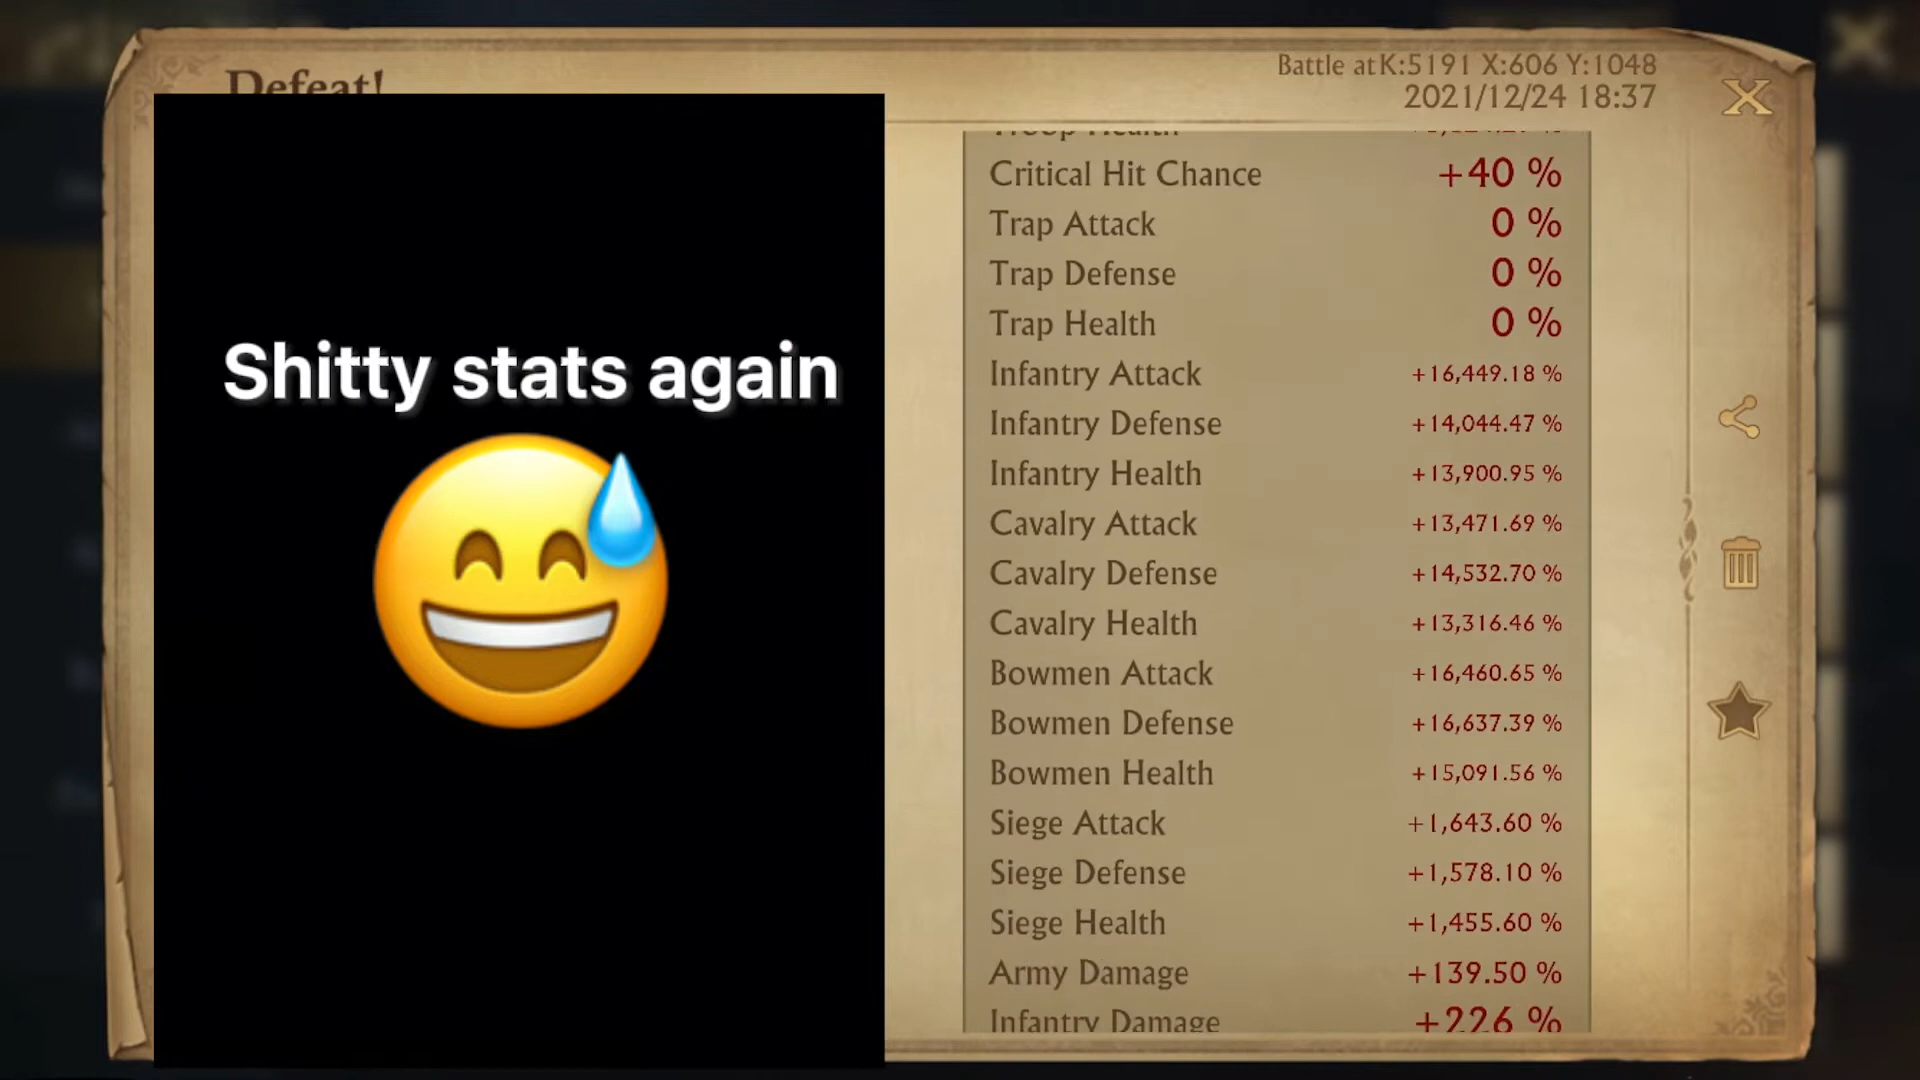 Defeat!
Battle at K:5191 X:606 Y:1048
2021/12/24 18:37
Shitty stats again
Troop Health
Critical Hit Chance +40 %
Trap Attack 0 %
Trap Defense 0 %
Trap Health 0 %
Infantry Attack +16,449.18 %
Infantry Defense +14,044.47 %
Infantry Health +13,900.95 %
Cavalry Attack +13,471.69 %
Cavalry Defense +14,532.70 %
Cavalry Health +13,316.46 %
Bowmen Attack +16,460.65 %
Bowmen Defense +16,637.39 %
Bowmen Health +15,091.56 %
Siege Attack +1,643.60 %
Siege Defense +1,578.10 %
Siege Health +1,455.60 %
Army Damage +139.50 %
Infantry Damage +226 %